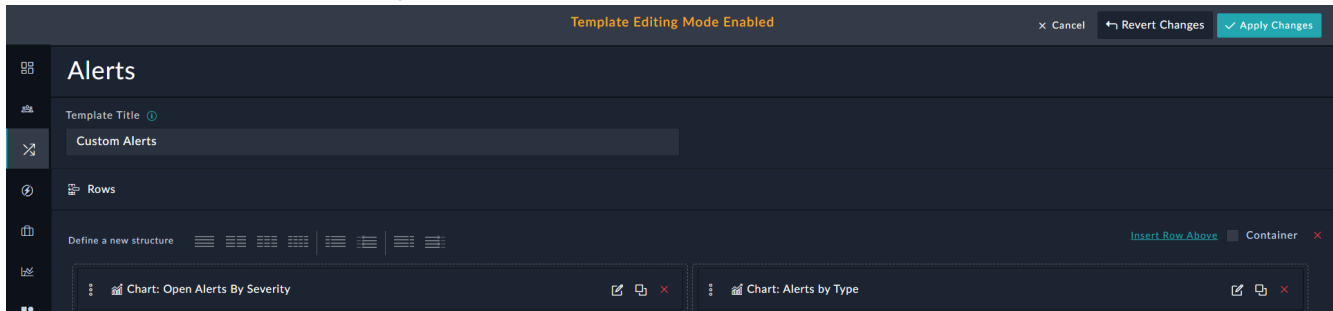 Template Editing Mode Enabled
Cancel
Revert Changes
Apply Changes
Alerts
Template Title
Custom Alerts
Rows
Define a new structure
Insert Row Above
Container
Chart: Open Alerts By Severity
Chart: Alerts by Type